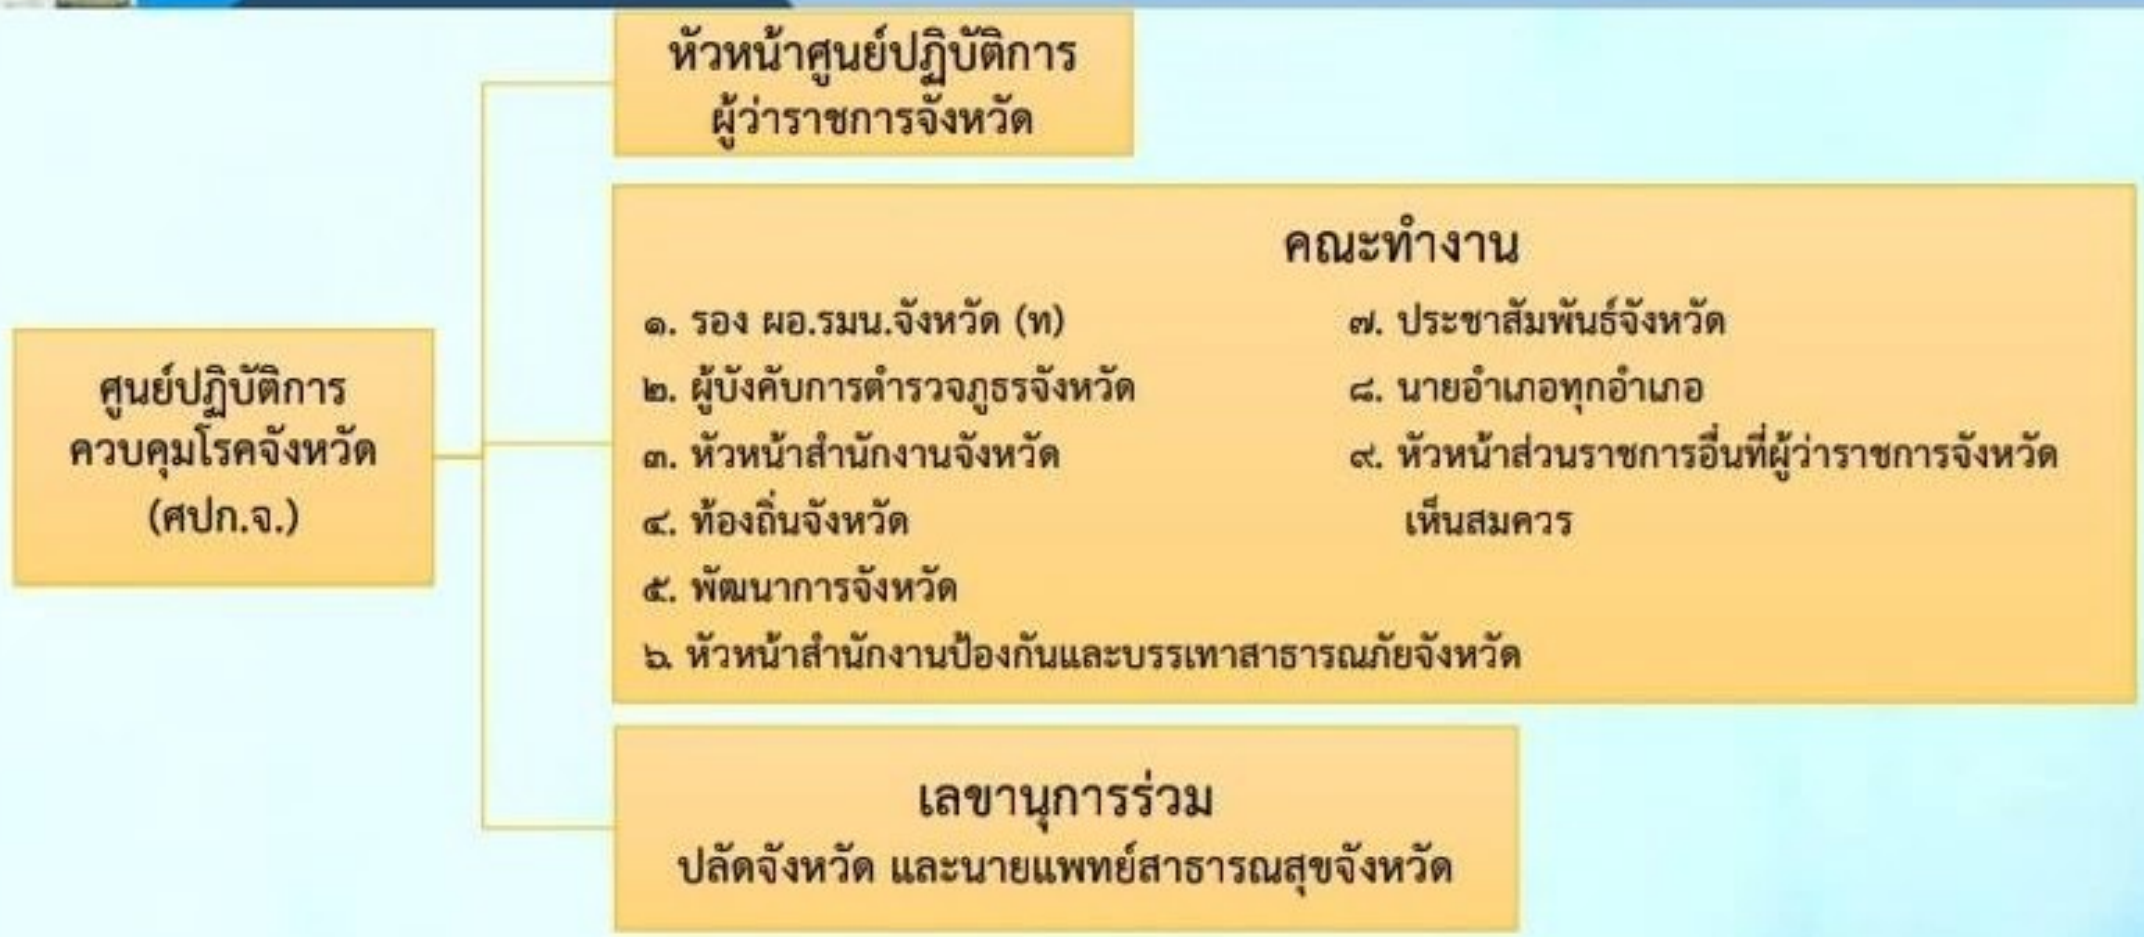 หัวหน้าศูนย์ปฏิบัติการ
ผู้ว่าราชการจังหวัด
ศูนย์ปฏิบัติการ
ควบคุมโรคจังหวัด
(ศปก.จ.)
คณะทำงาน
๑. รอง ผอ.รมน.จังหวัด (ท)
๒. ผู้บังคับการตำรวจภูธรจังหวัด
๓. หัวหน้าสำนักงานจังหวัด
๔. ท้องถิ่นจังหวัด
๕. พัฒนาการจังหวัด
๖. หัวหน้าสำนักงานป้องกันและบรรเทาสาธารณภัยจังหวัด
๗. ประชาสัมพันธ์จังหวัด
๘. นายอำเภอทุกอำเภอ
๙. หัวหน้าส่วนราชการอื่นที่ผู้ว่าราชการจังหวัด
เห็นสมควร
เลขานุการร่วม
ปลัดจังหวัด และนายแพทย์สาธารณสุขจังหวัด